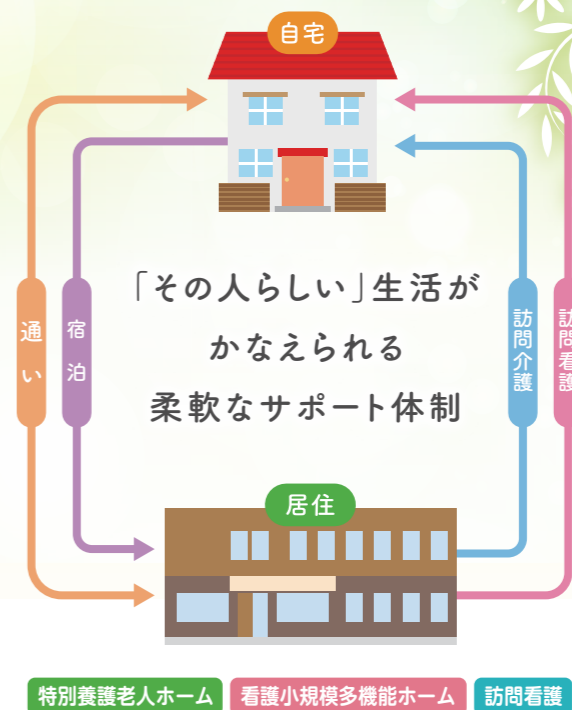 自宅
通い
宿泊
「その人らしい」生活が
かなえられる
柔軟なサポート体制
訪問介護
訪問看護
居住
特別養護老人ホーム
看護小規模多機能ホーム
訪問看護